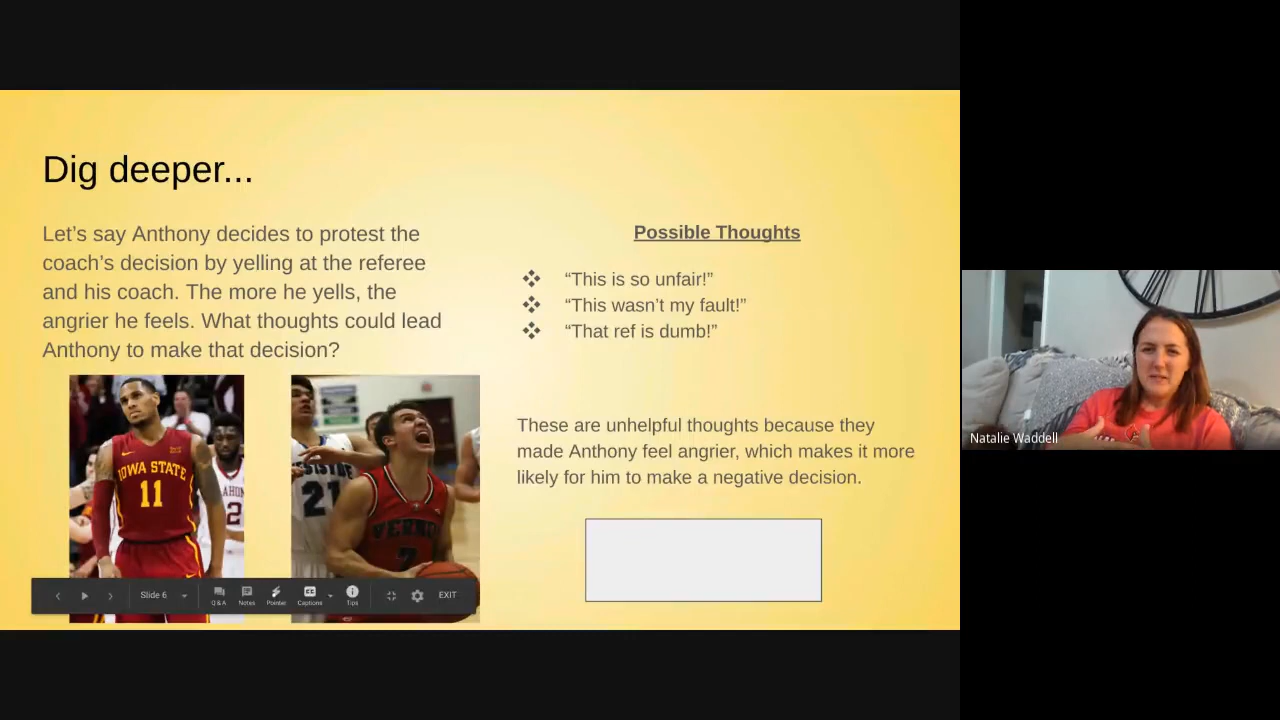 Dig deeper...
Let’s say Anthony decides to protest the
coach’s decision by yelling at the referee
and his coach. The more he yells, the
angrier he feels. What thoughts could lead
Anthony to make that decision?
Possible Thoughts
“This is so unfair!”
“This wasn’t my fault!”
“That ref is dumb!”
These are unhelpful thoughts because they
made Anthony feel angrier, which makes it more
likely for him to make a negative decision.
IOWA STATE
11
21
Slide 6
Q & A
Notes
Pointer
Captions
Tips
EXIT
Natalie Waddell